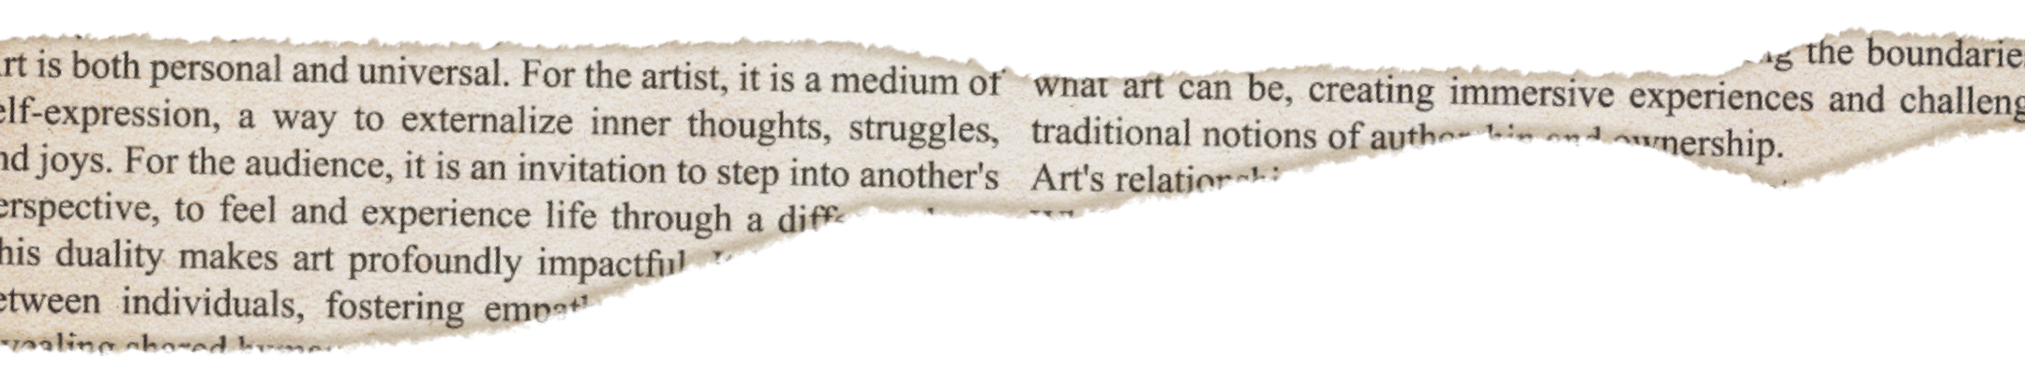 rt is both personal and universal. For the artist, it is a medium of
elf-expression, a way to externalize inner thoughts, struggles,
nd joys. For the audience, it is an invitation to step into another's
erspective, to feel and experience life through a
his duality makes art profoundly impactful.
etween individuals, fostering
the boundarie
what art can be, creating immersive experiences and challeng
traditional notions of ownership.
Art's